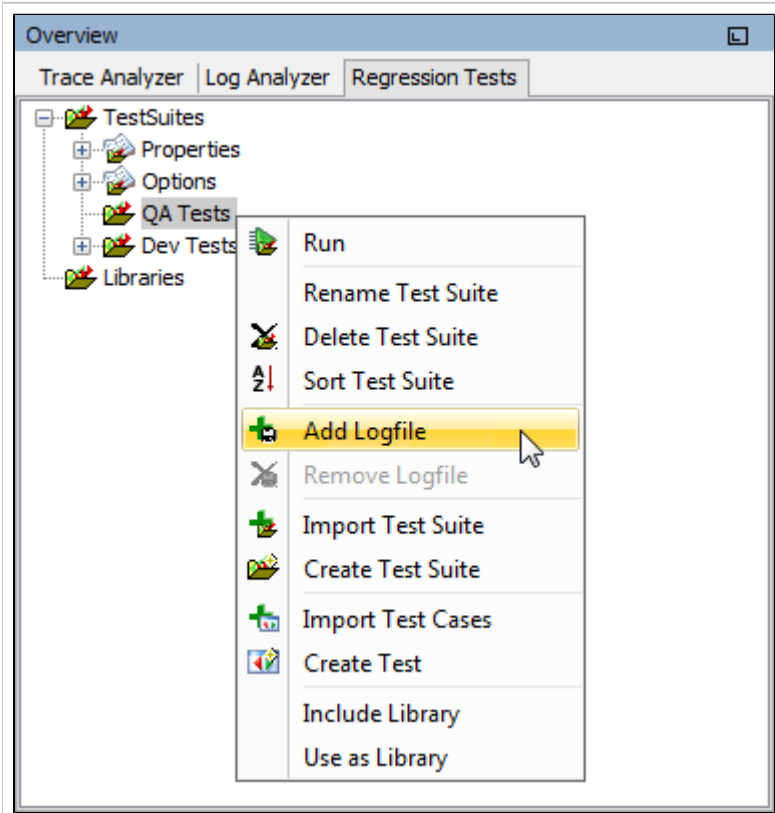 Overview
Trace Analyzer Log Analyzer Regression Tests
TestSuites
Properties
Options
QA Tests
Dev Tests
Libraries
Run
Rename Test Suite
Delete Test Suite
Sort Test Suite
Add Logfile
Remove Logfile
Import Test Suite
Create Test Suite
Import Test Cases
Create Test
Include Library
Use as Library